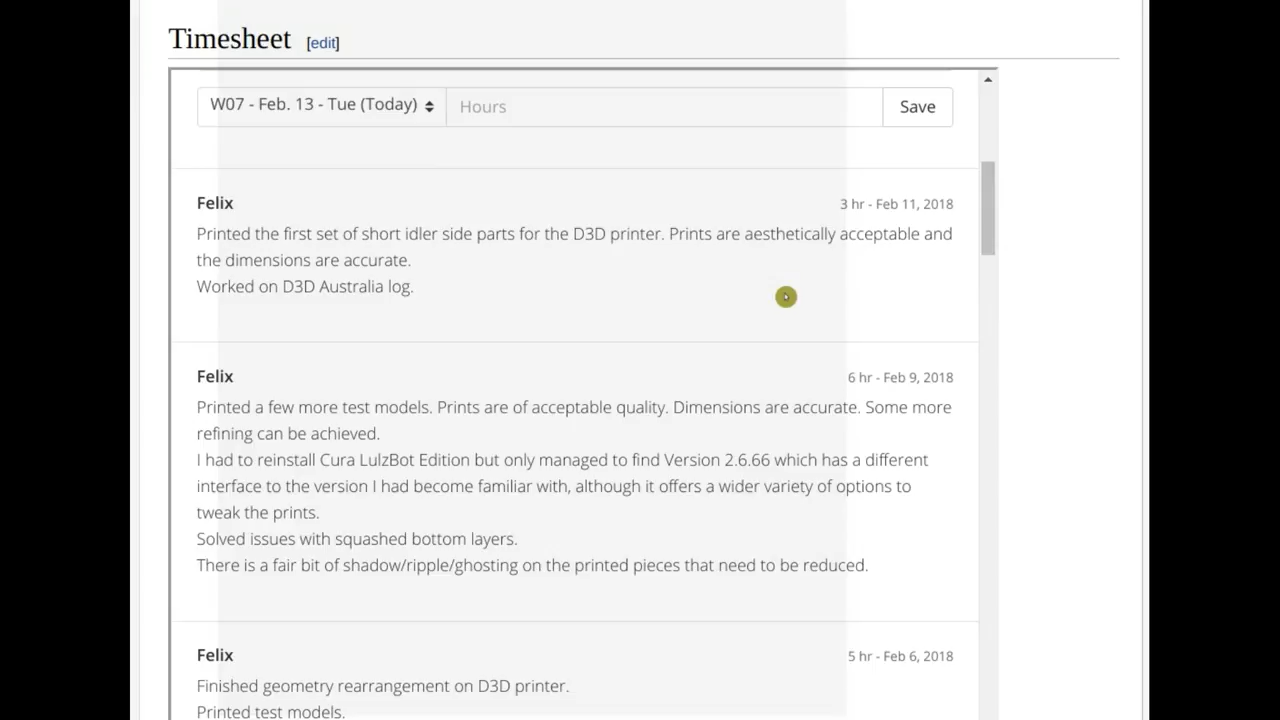 Timesheet [edit]
W07 - Feb. 13 - Tue (Today) Hours Save
Felix 3 hr - Feb 11, 2018
Printed the first set of short idler side parts for the D3D printer. Prints are aesthetically acceptable and
the dimensions are accurate.
Worked on D3D Australia log.
Felix 6 hr - Feb 9, 2018
Printed a few more test models. Prints are of acceptable quality. Dimensions are accurate. Some more
refining can be achieved.
I had to reinstall Cura LulzBot Edition but only managed to find Version 2.6.66 which has a different
interface to the version I had become familiar with, although it offers a wider variety of options to
tweak the prints.
Solved issues with squashed bottom layers.
There is a fair bit of shadow/ripple/ghosting on the printed pieces that need to be reduced.
Felix 5 hr - Feb 6, 2018
Finished geometry rearrangement on D3D printer.
Printed test models.